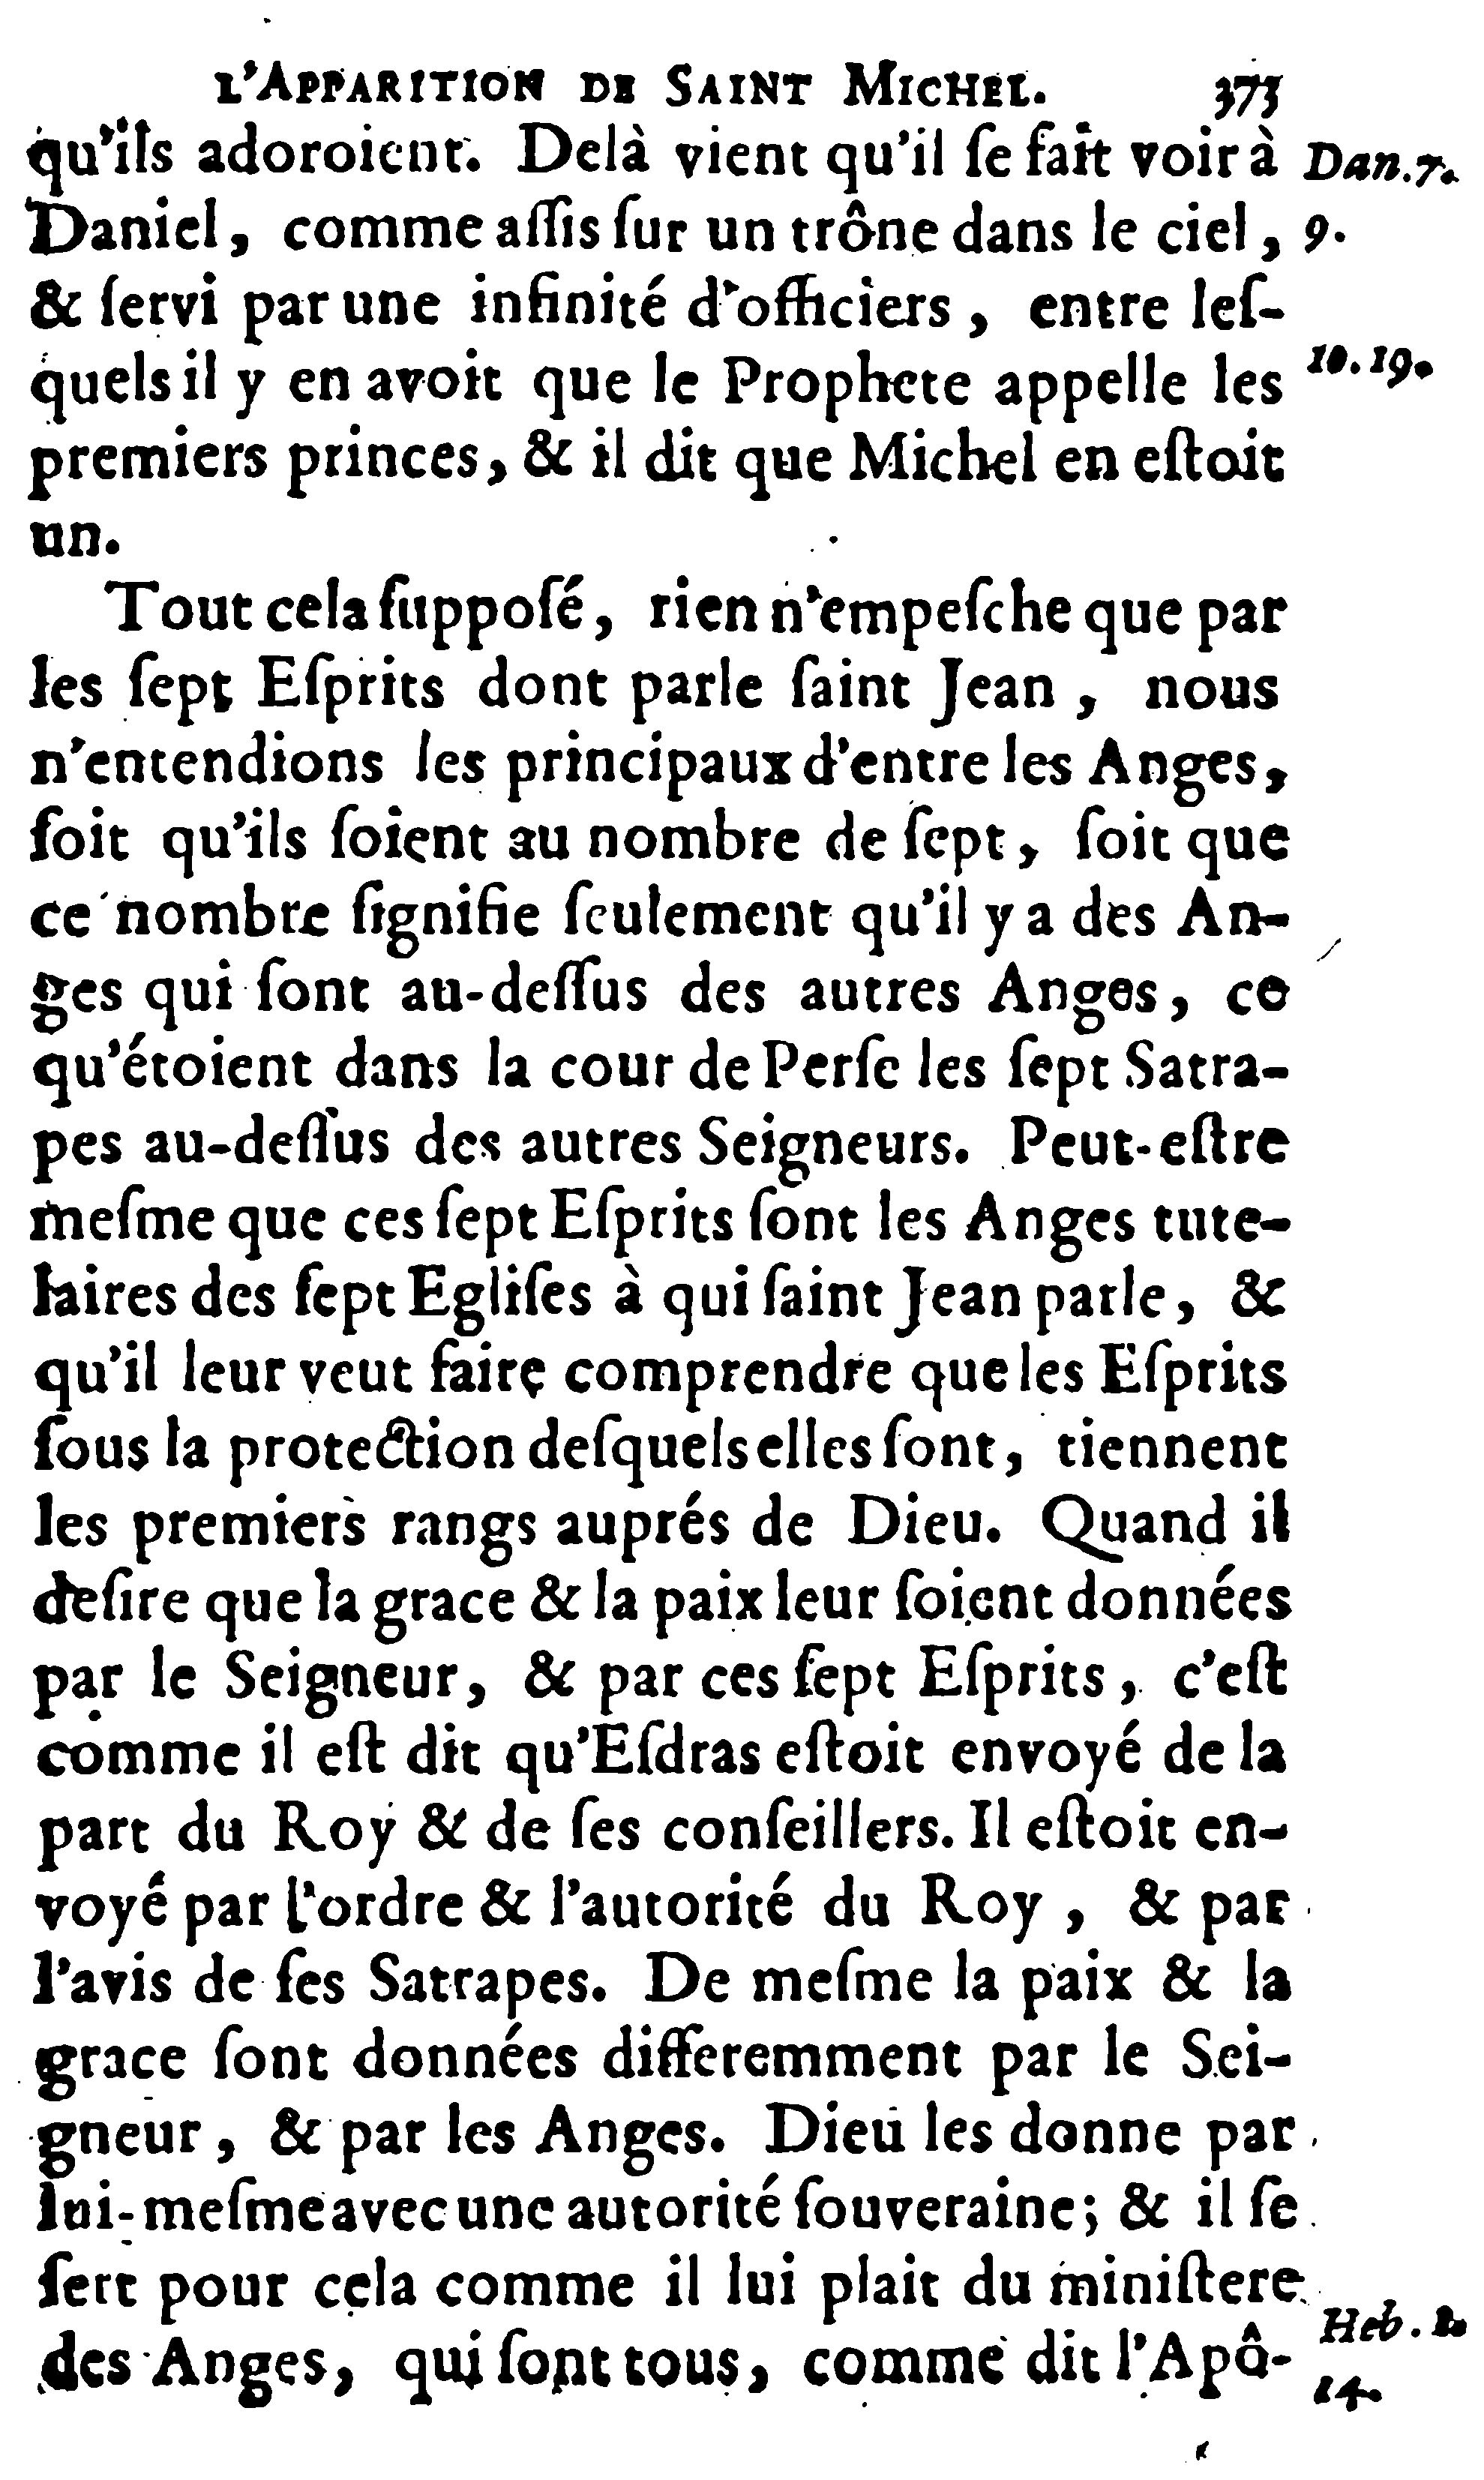 L'APPARITION DE SAINT MICHEL. 373
qu'ils adoroient. Delà vient qu'il ſe fait voir à Dan. 7.
Daniel, comme aſſis ſur un trône dans le ciel, 9.
& ſervi par une infinité d'officiers, entre leſ-
quels il y en avoit que le Prophete appelle les 10. 19.
premiers princes, & il dit que Michel en eſtoit
un.
Tout cela ſuppoſé, rien n'empeſche que par
les ſept Eſprits dont parle ſaint Jean, nous
n'entendions les principaux d'entre les Anges,
ſoit qu'ils ſoient au nombre de ſept, ſoit que
ce nombre ſignifie ſeulement qu'il y a des An-
ges qui ſont au-deſſus des autres Anges, ce
qu'étoient dans la cour de Perſe les ſept Satra-
pes au-deſſus des autres Seigneurs. Peut-eſtre
meſme que ces ſept Eſprits ſont les Anges tute-
laires des ſept Egliſes à qui ſaint Jean parle, &
qu'il leur veut faire comprendre que les Eſprits
ſous la protection deſquels elles ſont, tiennent
les premiers rangs auprés de Dieu. Quand il
deſire que la grace & la paix leur ſoient données
par le Seigneur, & par ces ſept Eſprits, c'eſt
comme il eſt dit qu'Eſdras eſtoit envoyé de la
part du Roy & de ſes conſeillers. Il eſtoit en-
voyé par l'ordre & l'autorité du Roy, & par
l'avis de ſes Satrapes. De meſme la paix & la
grace ſont données differemment par le Sei-
gneur, & par les Anges. Dieu les donne par
lui-meſme avec une autorité ſouveraine; & il ſe
ſert pour cela comme il lui plait du miniſtere
des Anges, qui ſont tous, comme dit l'Apô- Heb. 1.
14.